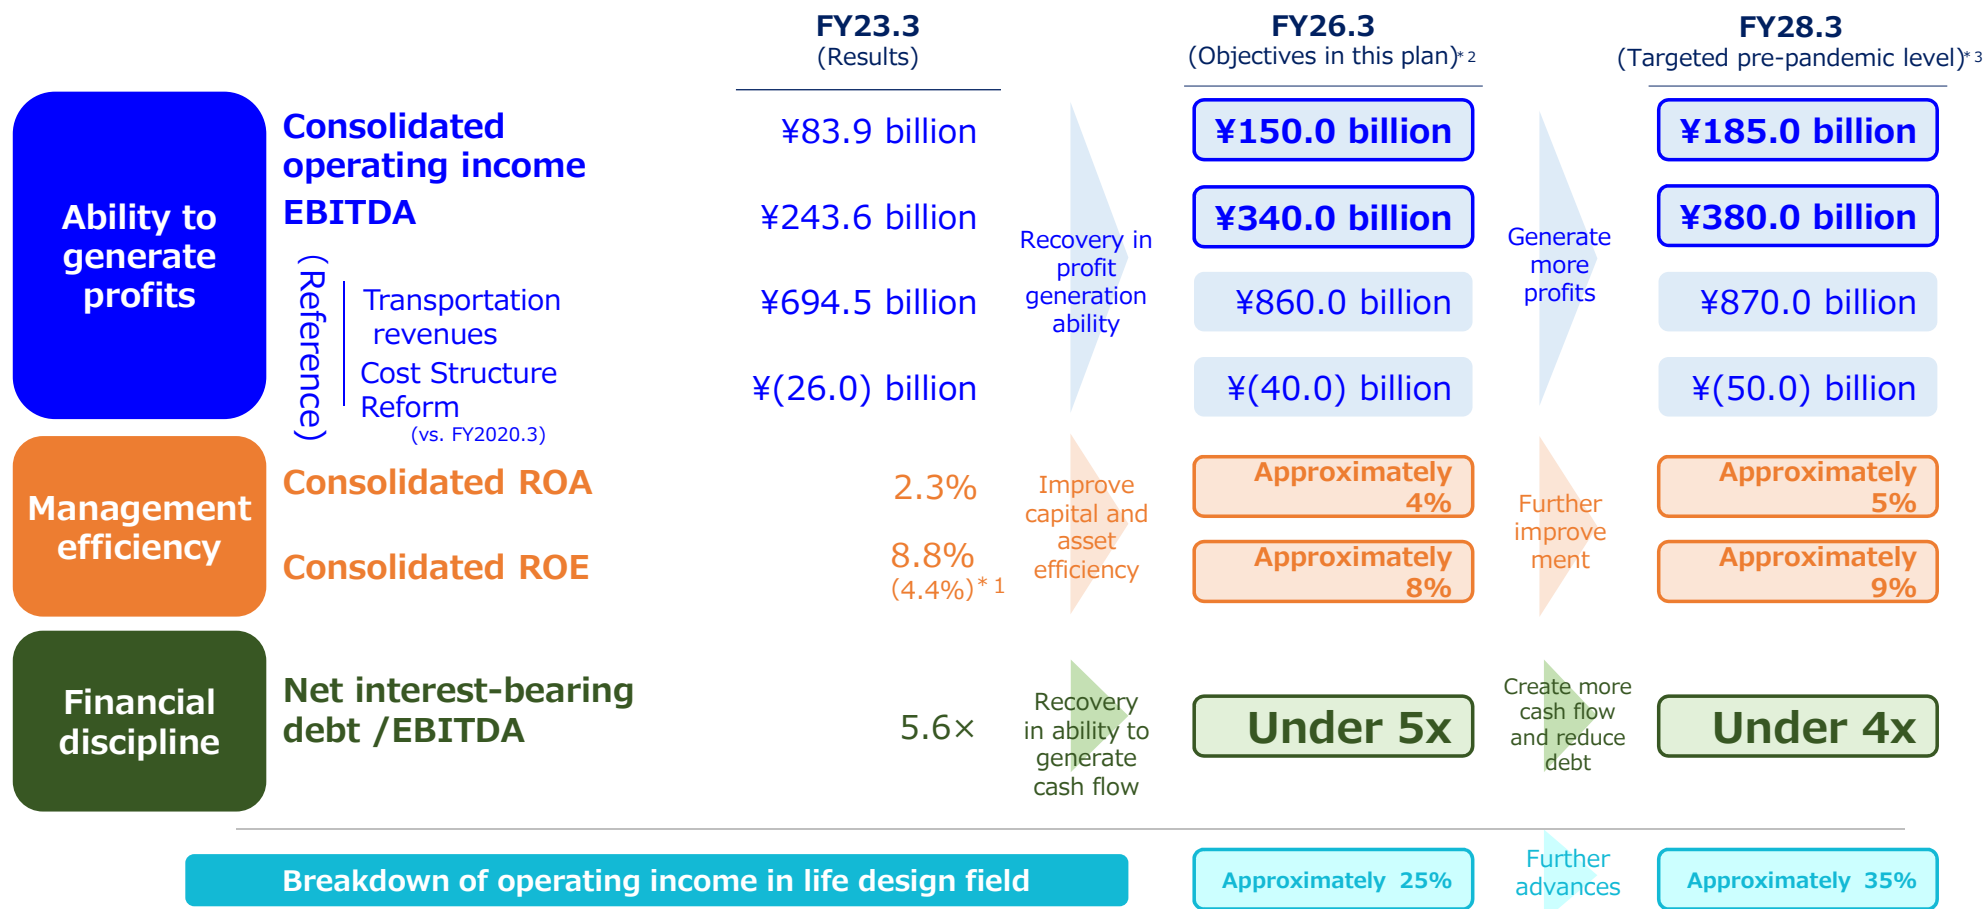 FY23.3
(Results)
FY26.3
(Objectives in this plan)*2
FY28.3
(Targeted pre-pandemic level)*3
Ability to
generate
profits
Consolidated
operating income
¥83.9 billion
¥150.0 billion
¥185.0 billion
EBITDA
¥243.6 billion
¥340.0 billion
¥380.0 billion
Recovery in
profit
generation
ability
Generate
more
profits
(Reference)
Transportation
revenues
¥694.5 billion
¥860.0 billion
¥870.0 billion
Cost Structure
Reform
(vs. FY2020.3)
¥(26.0) billion
¥(40.0) billion
¥(50.0) billion
Management
efficiency
Consolidated ROA
2.3%
Improve
capital and
asset
efficiency
Approximately
4%
Further
improve
ment
Approximately
5%
Consolidated ROE
8.8%
(4.4%)*1
Approximately
8%
Approximately
9%
Financial
discipline
Net interest-bearing
debt /EBITDA
5.6×
Recovery
in ability to
generate
cash flow
Under 5x
Create more
cash flow
and reduce
debt
Under 4x
Breakdown of operating income in life design field
Approximately 25%
Further
advances
Approximately 35%